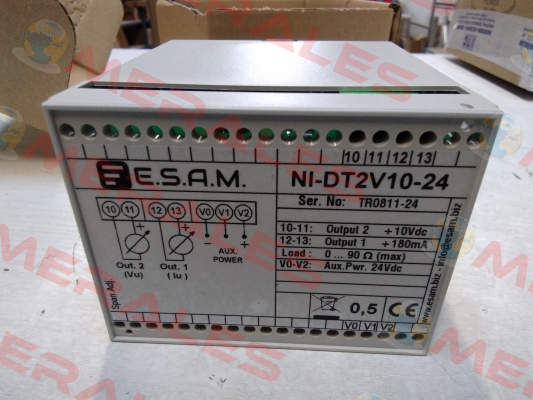 MERALES
10 11 12 13
E.S.A.M.
NI-DT2V10-24
Ser. No: TR0811-24
10 11 12 13 V0 V1 V2
+ + - +
Out. 2 Out. 1 AUX.
(Vu) (Iu) POWER
10-11: Output 2 +10Vdc
12-13: Output 1 +180mA
Load : 0 ... 90 Ω (max)
V0-V2: Aux.Pwr. 24Vdc
Span Adj
0,5 CE
www.esam.biz - info@esam.biz
V0 V1 V2